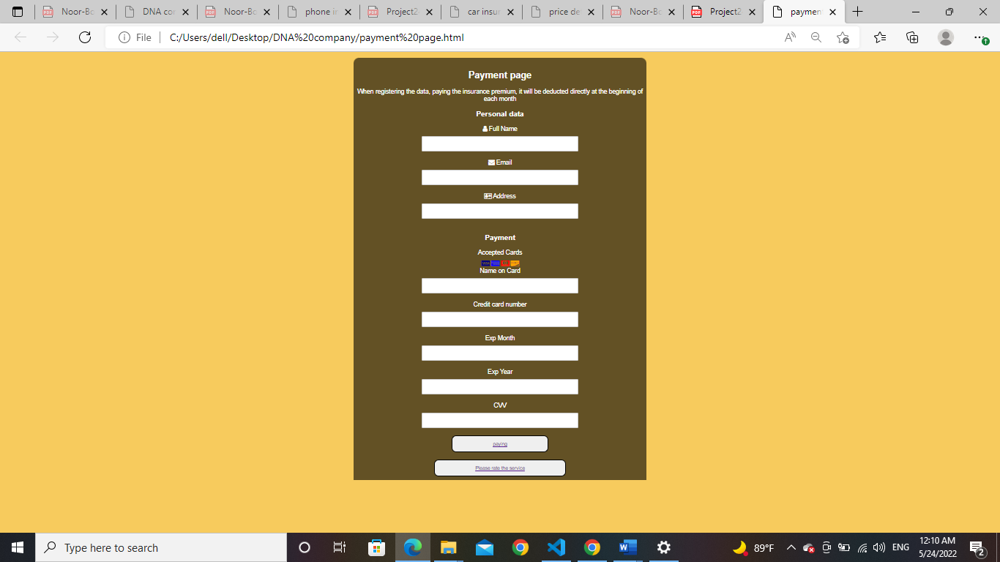 Noor-Bo
DNA cor
Noor-Bo
phone in
Project2
car insur
price de
Noor-Bo
Project2
payment
File
C:/Users/dell/Desktop/DNA%20company/payment%20page.html
Payment page
When registering the data, paying the insurance premium, it will be deducted directly at the beginning of
each month
Personal data
Full Name
Email
Address
Payment
Accepted Cards
Name on Card
Credit card number
Exp Month
Exp Year
CVV
paying
Please rate the service
Type here to search
89°F
ENG
12:10 AM
5/24/2022
2